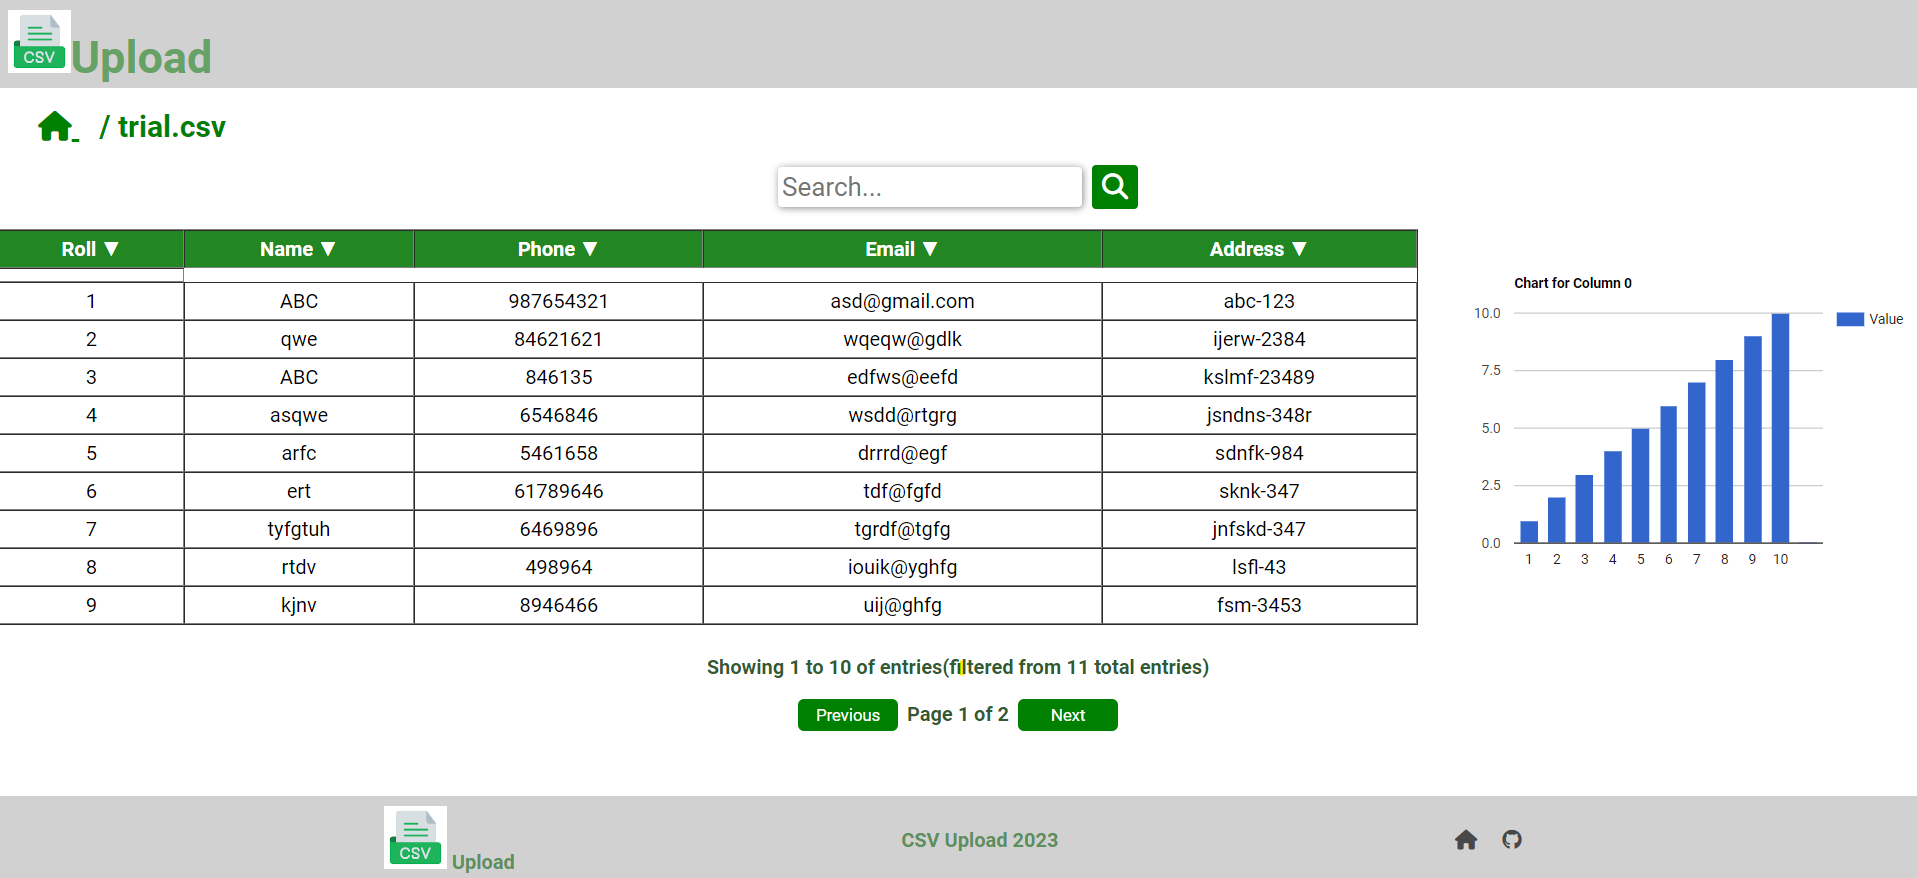 CSV Upload
/ trial.csv
Search...
Roll ▼ Name ▼ Phone ▼ Email ▼ Address ▼
1 ABC 987654321 asd@gmail.com abc-123
2 qwe 84621621 wqeqw@gdlk ijerw-2384
3 ABC 846135 edfws@eefd kslmf-23489
4 asqwe 6546846 wsdd@rtgrg jsndns-348r
5 arfc 5461658 drrrd@egf sdnfk-984
6 ert 61789646 tdf@fgfd sknk-347
7 tyfgtuh 6469896 tgrdf@tgfg jnfskd-347
8 rtdv 498964 iouik@yghfg lsfl-43
9 kjnv 8946466 uij@ghfg fsm-3453
Chart for Column 0
Value
10.0
7.5
5.0
2.5
0.0
1 2 3 4 5 6 7 8 9 10
Showing 1 to 10 of entries(filtered from 11 total entries)
Previous Page 1 of 2 Next
CSV Upload
CSV Upload 2023